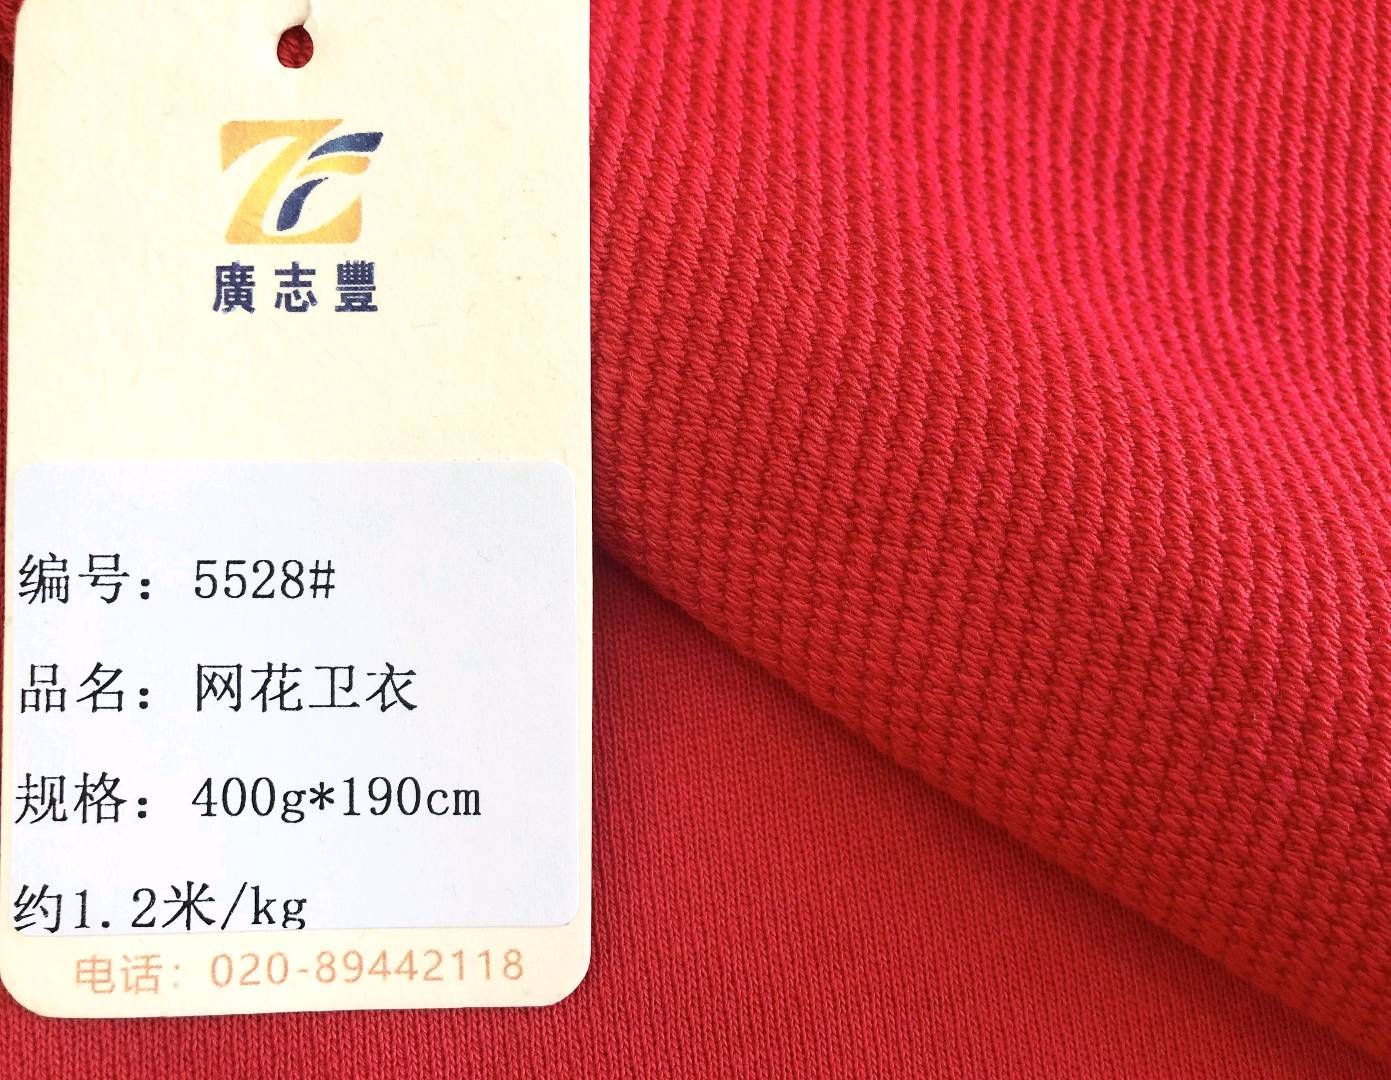 廣志豐
编号：5528#
品名：网花卫衣
规格：400g*190cm
约1.2米/kg
电话：020-89442118